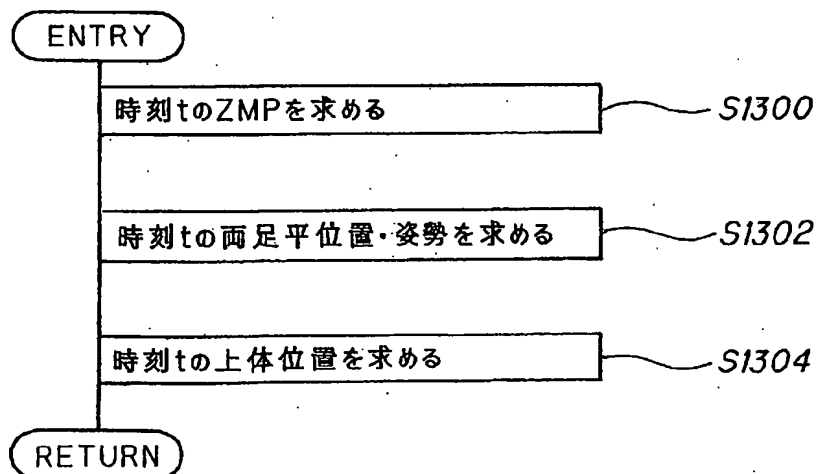 ENTRY
時刻tのZMPを求める
S1300
時刻tの両足平位置・姿勢を求める
S1302
時刻tの上体位置を求める
S1304
RETURN